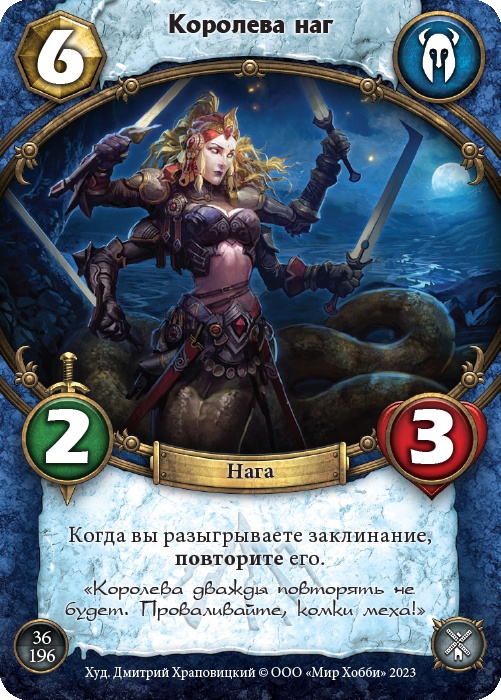 Королева наг
6
2
3
Нага
Когда вы разыгрываете заклинание,
повторите его.
«Королева дважды повторять не
будет. Проваливайте, комки меха!»
36
196
Худ. Дмитрий Храповицкий © ООО «Мир Хобби» 2023